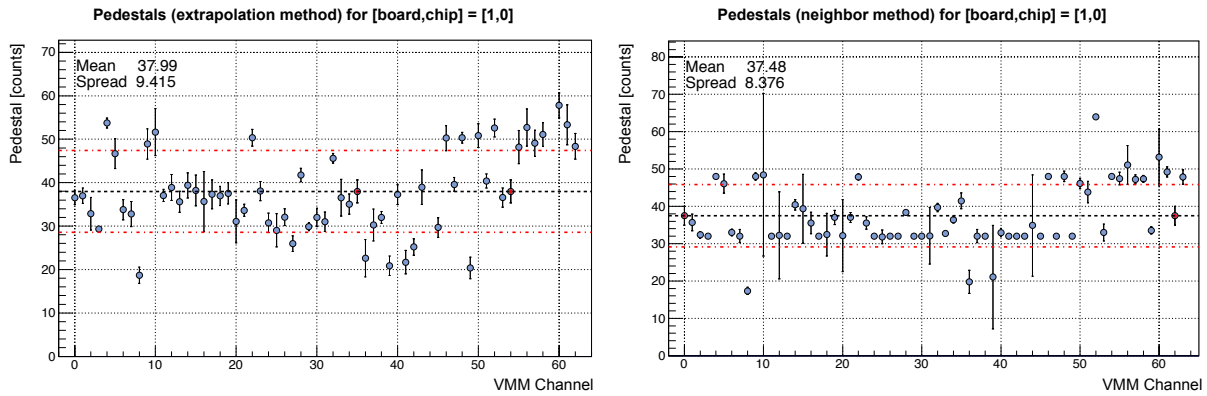 Pedestals (extrapolation method) for [board,chip] = [1,0]
Pedestal [counts]
70
60
50
40
30
20
10
0
Mean 37.99
Spread 9.415
0 10 20 30 40 50 60
VMM Channel
Pedestals (neighbor method) for [board,chip] = [1,0]
Pedestal [counts]
80
70
60
50
40
30
20
10
0
Mean 37.48
Spread 8.376
0 10 20 30 40 50 60
VMM Channel